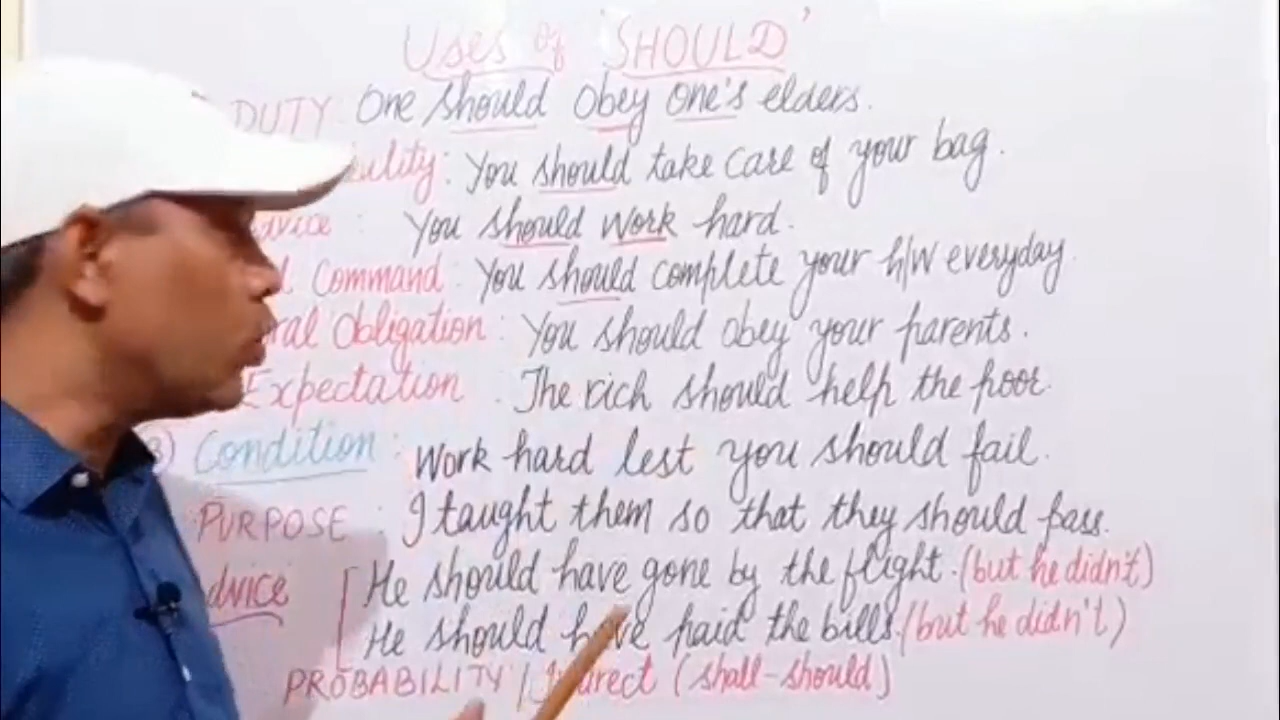 Uses of 'SHOULD'
DUTY One should obey one's elders.
You should take care of your bag.
You should work hard.
Command: You should complete your H/W everyday.
Obligation: You should obey your parents.
Expectation The rich should help the poor.
Condition: Work hard lest you should fail.
PURPOSE: I taught them so that they should pass.
He should have gone by the flight. (but he didn't)
He should have paid the bills. (but he didn't)
PROBABILITY / Indirect (shall-should)